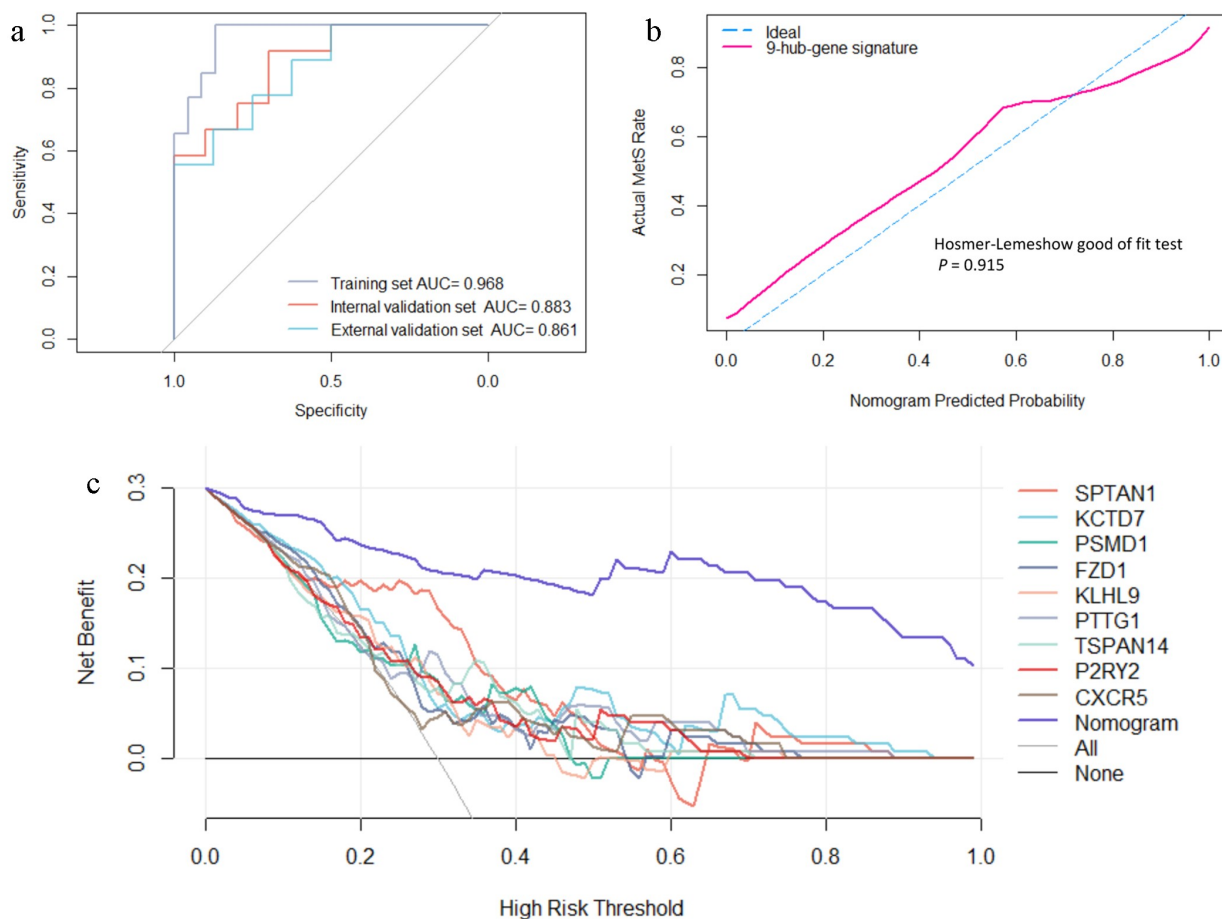 a
1.0
0.8
0.6
0.4
0.2
0.0
Sensitivity
Training set AUC= 0.968
Internal validation set AUC= 0.883
External validation set AUC= 0.861
1.0 0.5 0.0
Specificity
b
Ideal
9-hub-gene signature
0.8
0.6
0.4
0.2
Actual MetS Rate
Hosmer-Lemeshow good of fit test
P = 0.915
0.0 0.2 0.4 0.6 0.8 1.0
Nomogram Predicted Probability
c
0.3
0.2
0.1
0.0
Net Benefit
0.0 0.2 0.4 0.6 0.8 1.0
High Risk Threshold
SPTAN1
KCTD7
PSMD1
FZD1
KLHL9
PTTG1
TSPAN14
P2RY2
CXCR5
Nomogram
All
None